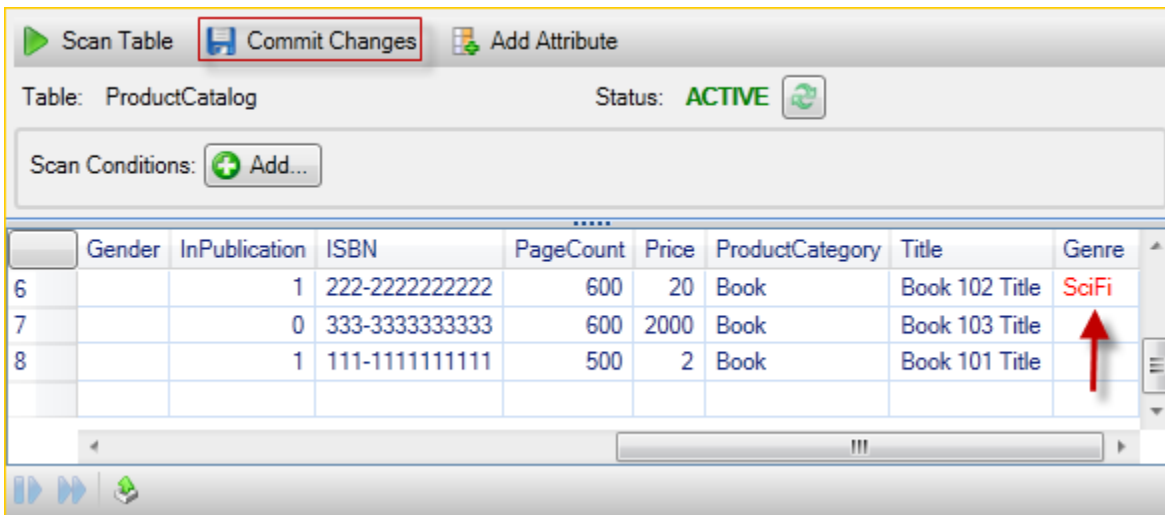 Scan Table Commit Changes Add Attribute
Table: ProductCatalog Status: ACTIVE
Scan Conditions: Add...
Gender InPublication ISBN PageCount Price ProductCategory Title Genre
6 1 222-2222222222 600 20 Book Book 102 Title SciFi
7 0 333-3333333333 600 2000 Book Book 103 Title
8 1 111-1111111111 500 2 Book Book 101 Title